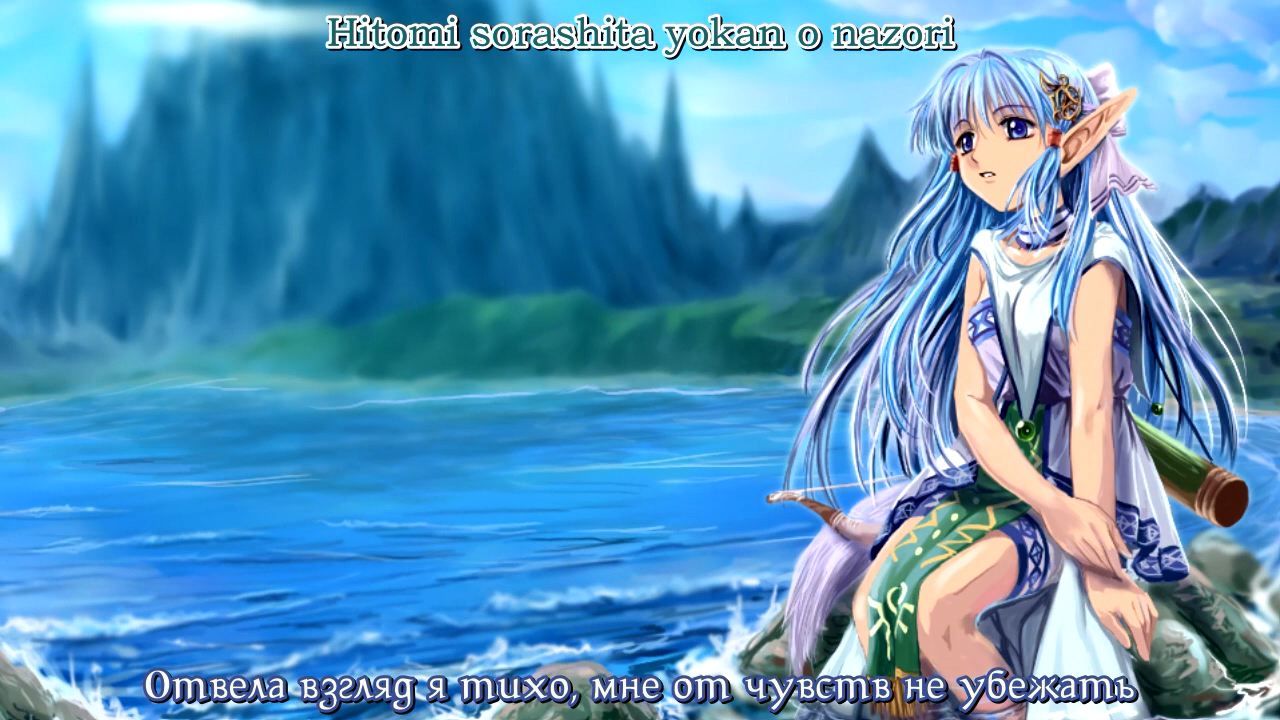 Hitomi sorashita yokan o nazori
Отвела взгляд я тихо, мне от чувств не убежать